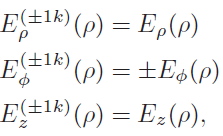 E_ρ^{(±1k)}(ρ) = E_ρ(ρ)
E_ϕ^{(±1k)}(ρ) = ±E_ϕ(ρ)
E_z^{(±1k)}(ρ) = E_z(ρ),